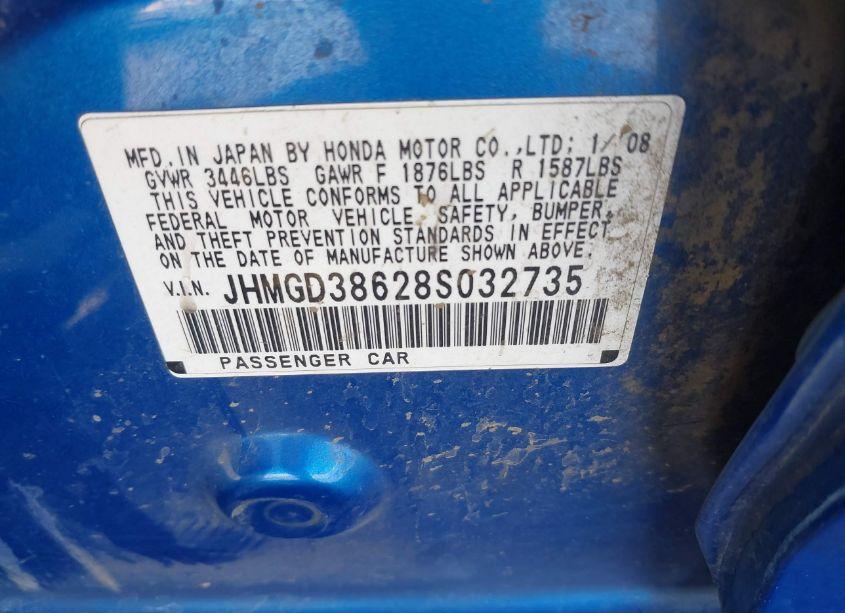 MFD. IN JAPAN BY HONDA MOTOR CO.,LTD; 1/ 08
GVWR 3446LBS GAWR F 1876LBS R 1587LBS
THIS VEHICLE CONFORMS TO ALL APPLICABLE
FEDERAL MOTOR VEHICLE SAFETY, BUMPER,
AND THEFT PREVENTION STANDARDS IN EFFECT
ON THE DATE OF MANUFACTURE SHOWN ABOVE.
V.I.N. JHMGD38628S032735
PASSENGER CAR